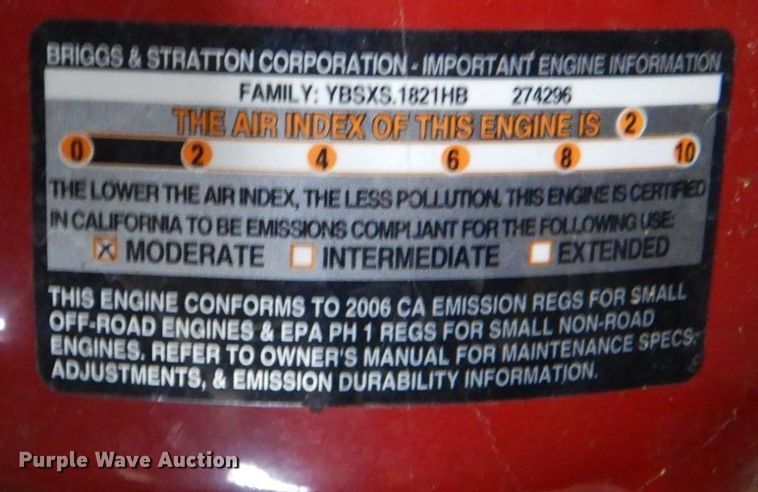 BRIGGS & STRATTON CORPORATION - IMPORTANT ENGINE INFORMATION
FAMILY: YBSXS.1821HB 274296
THE AIR INDEX OF THIS ENGINE IS 2
0 2 4 6 8 10
THE LOWER THE AIR INDEX, THE LESS POLLUTION. THIS ENGINE IS CERTIFIED
IN CALIFORNIA TO BE EMISSIONS COMPLIANT FOR THE FOLLOWING USE:
☒ MODERATE ☐ INTERMEDIATE ☐ EXTENDED
THIS ENGINE CONFORMS TO 2006 CA EMISSION REGS FOR SMALL
OFF-ROAD ENGINES & EPA PH 1 REGS FOR SMALL NON-ROAD
ENGINES. REFER TO OWNER'S MANUAL FOR MAINTENANCE SPECS,
ADJUSTMENTS, & EMISSION DURABILITY INFORMATION.
Purple Wave Auction